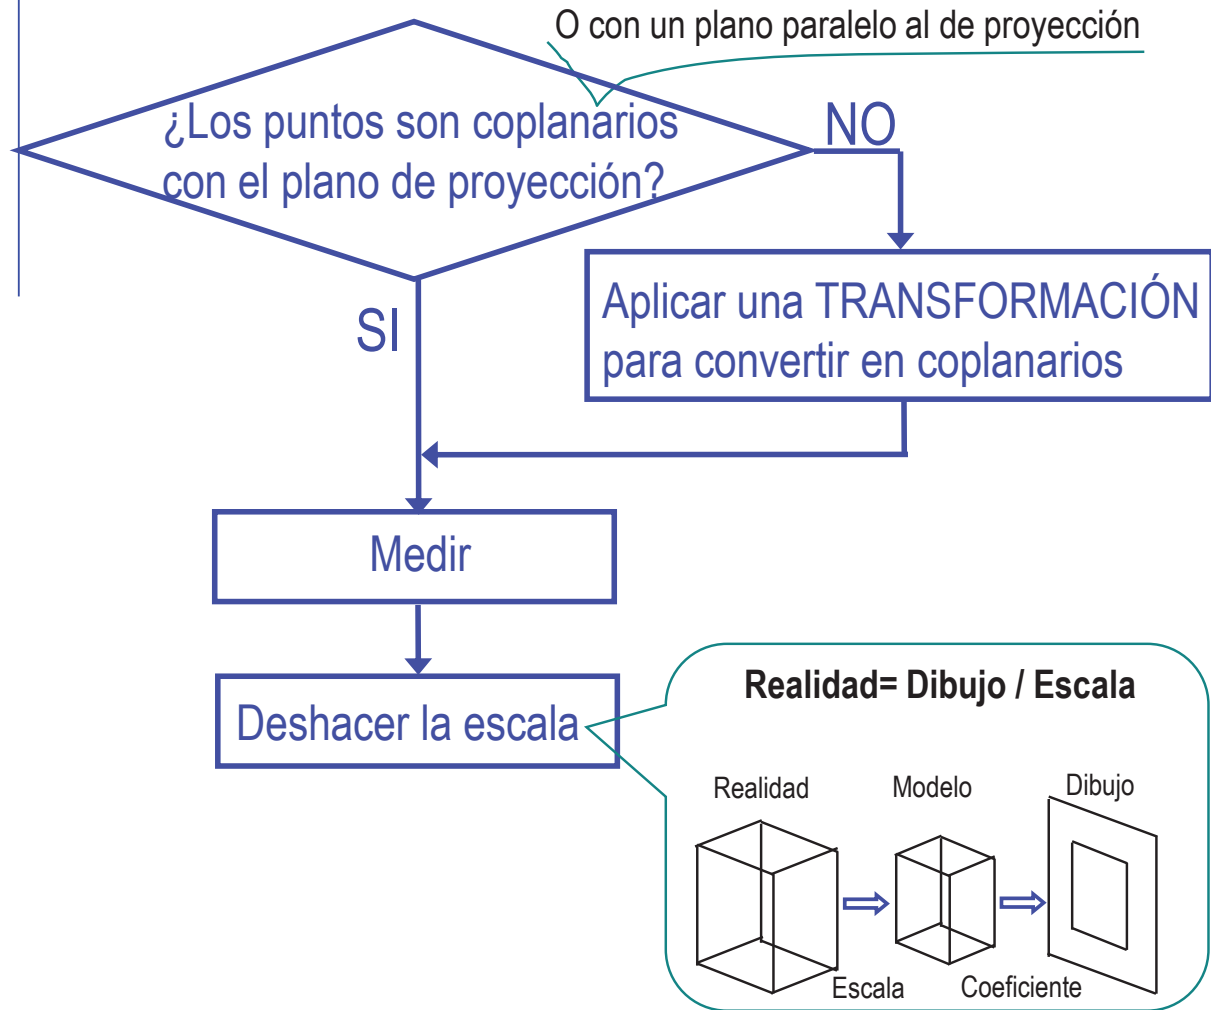 O con un plano paralelo al de proyección
¿Los puntos son coplanarios
con el plano de proyección?
NO
SI
Aplicar una TRANSFORMACIÓN
para convertir en coplanarios
Medir
Deshacer la escala
Realidad= Dibujo / Escala
Realidad
Modelo
Dibujo
Escala
Coeficiente